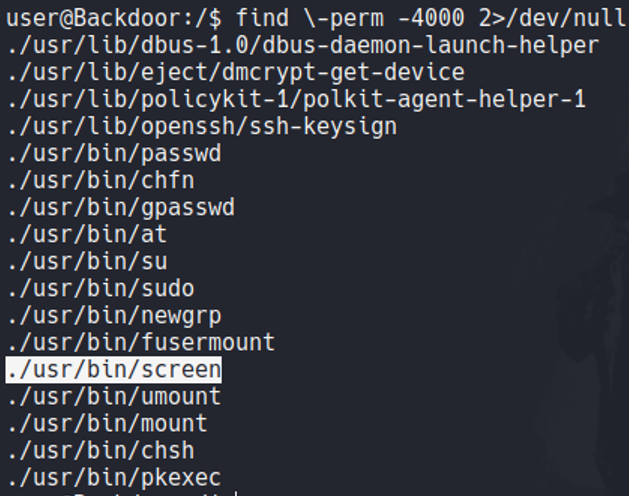 user@Backdoor:/$ find \-perm -4000 2>/dev/null
./usr/lib/dbus-1.0/dbus-daemon-launch-helper
./usr/lib/eject/dmcrypt-get-device
./usr/lib/policykit-1/polkit-agent-helper-1
./usr/lib/openssh/ssh-keysign
./usr/bin/passwd
./usr/bin/chfn
./usr/bin/gpasswd
./usr/bin/at
./usr/bin/su
./usr/bin/sudo
./usr/bin/newgrp
./usr/bin/fusermount
./usr/bin/screen
./usr/bin/umount
./usr/bin/mount
./usr/bin/chsh
./usr/bin/pkexec